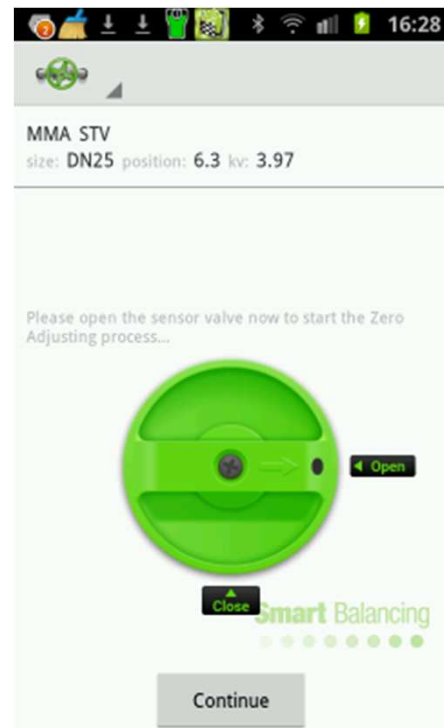 2
16:28
MMA STV
size: DN25 position: 6.3 kv: 3.97
Please open the sensor valve now to start the Zero
Adjusting process...
Open
Close
Smart Balancing
Continue